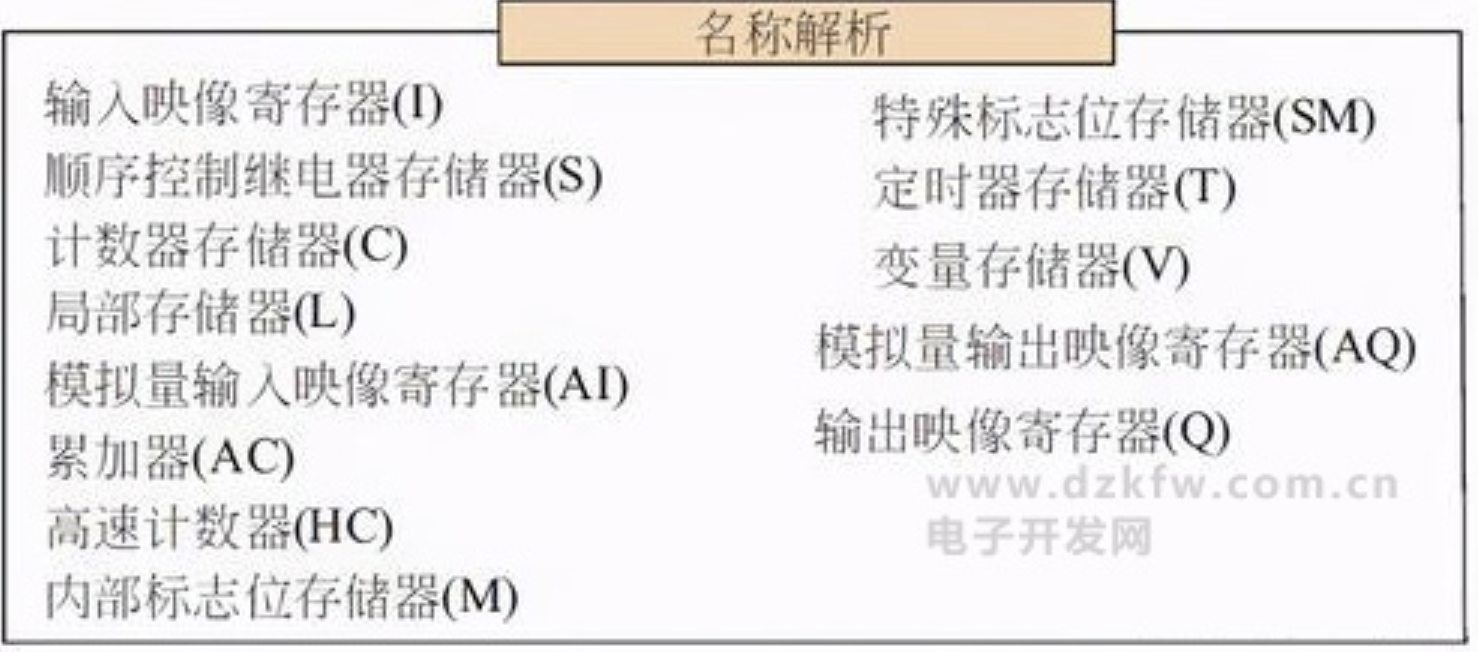 名称解析
输入映像寄存器(I)
顺序控制继电器存储器(S)
计数器存储器(C)
局部存储器(L)
模拟量输入映像寄存器(AI)
累加器(AC)
高速计数器(HC)
内部标志位存储器(M)
特殊标志位存储器(SM)
定时器存储器(T)
变量存储器(V)
模拟量输出映像寄存器(AQ)
输出映像寄存器(Q)
www.dzkfw.com.cn
电子开发网